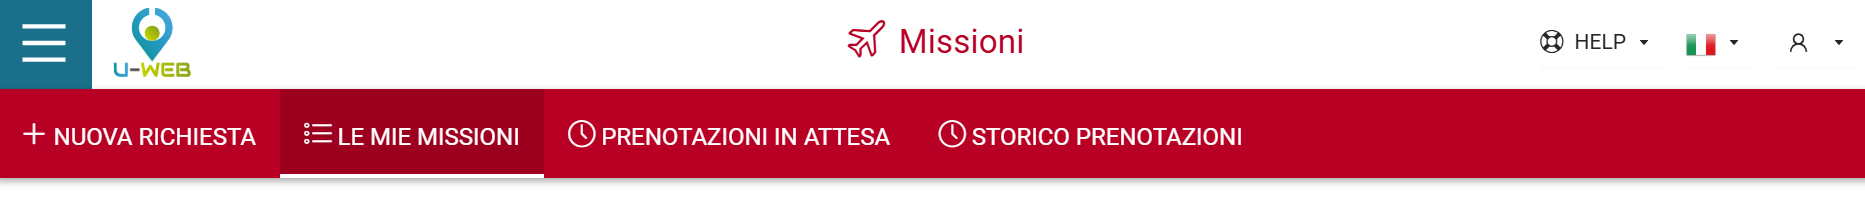 U-WEB
Missioni
HELP
NUOVA RICHIESTA
LE MIE MISSIONI
PRENOTAZIONI IN ATTESA
STORICO PRENOTAZIONI